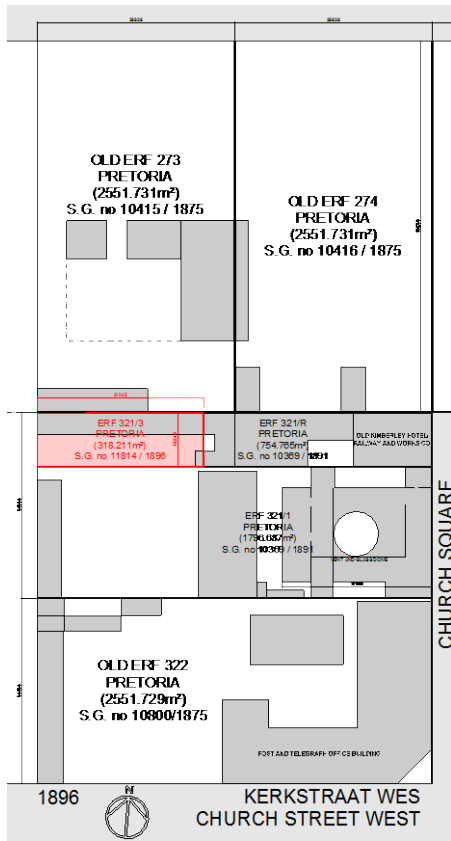 OLD ERF 273
PRETORIA
(2551.731m²)
S.G. no 10415 / 1875
OLD ERF 274
PRETORIA
(2551.731m²)
S.G. no 10416 / 1875
ERF 321/3
PRETORIA
(318.211m²)
S.G. no 11814 / 1896
ERF 321/R
PRETORIA
(754.765m²)
S.G. no 10369 / 1891
OLD KIMBERLEY HOTEL
RAILWAY AND WORKS CO
ERF 321/1
PRETORIA
(1796.687m²)
S.G. no 10369 / 1891
CHURCH SQUARE
OLD ERF 322
PRETORIA
(2551.729m²)
S.G. no 10800/1875
POST AND TELEGRAPH OFFICE BUILDING
1896
N
KERKSTRAAT WES
CHURCH STREET WEST